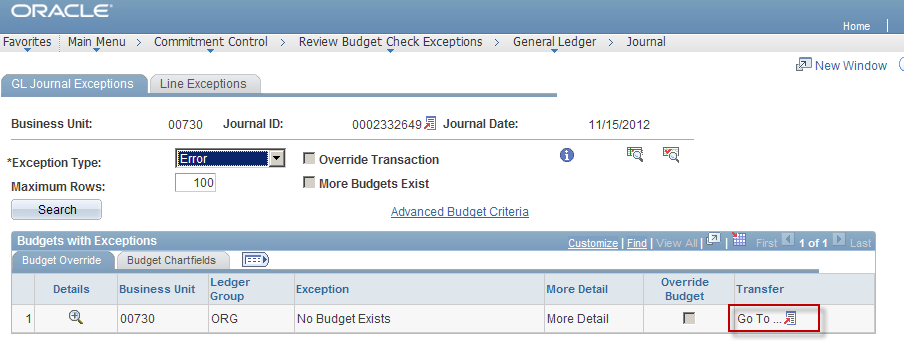 ORACLE
Home
Favorites Main Menu > Commitment Control > Review Budget Check Exceptions > General Ledger > Journal
New Window
GL Journal Exceptions Line Exceptions
Business Unit: 00730 Journal ID: 0002332649 Journal Date: 11/15/2012
*Exception Type: Error Override Transaction
Maximum Rows: 100 More Budgets Exist
Search
Advanced Budget Criteria
Budgets with Exceptions Customize | Find | View All | | First 1 of 1 Last
Budget Override Budget Chartfields
Details Business Unit Ledger Group Exception More Detail Override Budget Transfer
1 00730 ORG No Budget Exists More Detail Go To ...